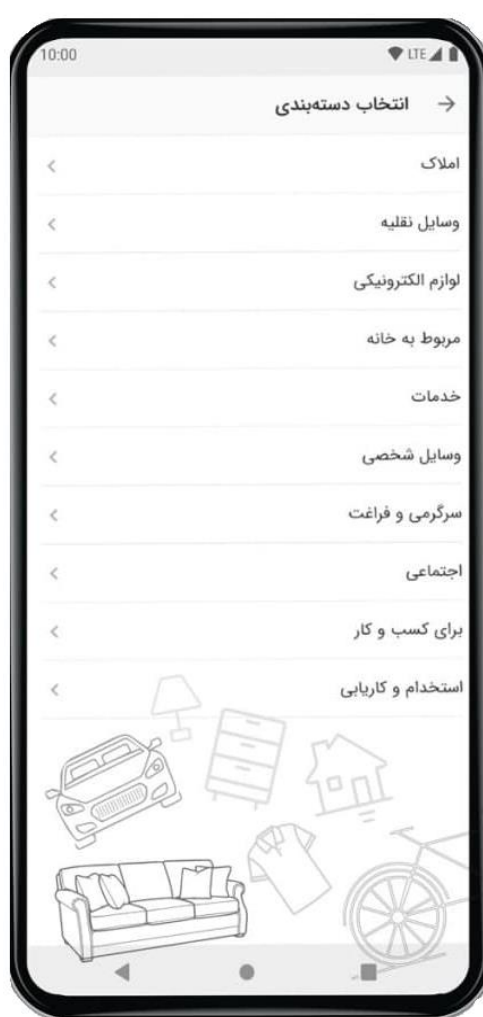 10:00 LTE
انتخاب دسته‌بندی
املاک
وسایل نقلیه
لوازم الکترونیکی
مربوط به خانه
خدمات
وسایل شخصی
سرگرمی و فراغت
اجتماعی
برای کسب و کار
استخدام و کاریابی